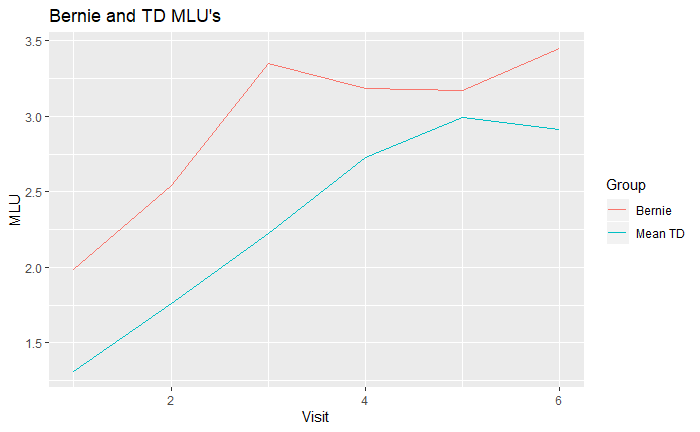 Bernie and TD MLU's
3.5
3.0
2.5
2.0
1.5
MLU
2
4
6
Visit
Group
Bernie
Mean TD